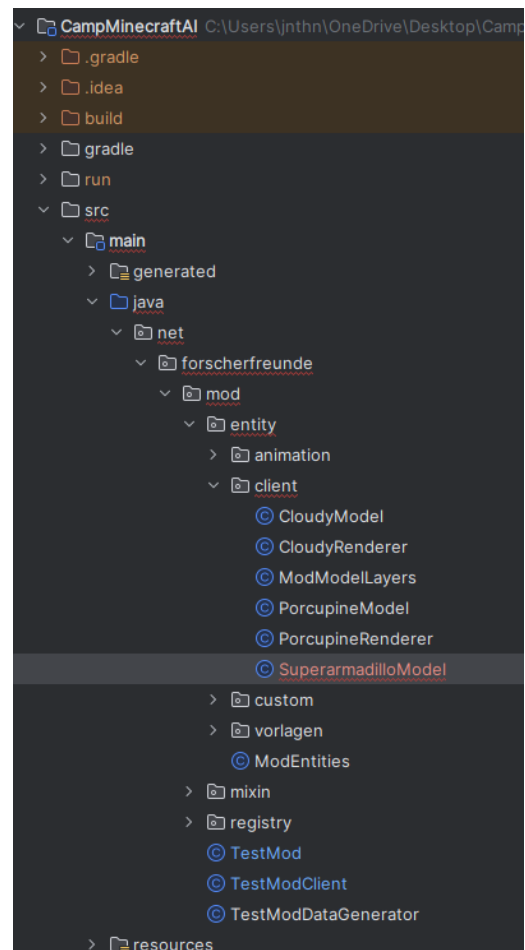 CampMinecraftAI C:\Users\jnthn\OneDrive\Desktop\Camp
.gradle
.idea
build
gradle
run
src
main
generated
java
net
forscherfreunde
mod
entity
animation
client
CloudyModel
CloudyRenderer
ModModelLayers
PorcupineModel
PorcupineRenderer
SuperarmadilloModel
custom
vorlagen
ModEntities
mixin
registry
TestMod
TestModClient
TestModDataGenerator
resources